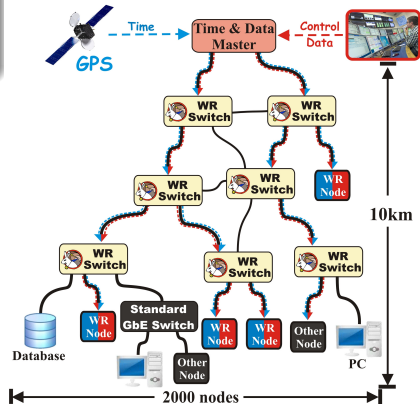 Time
Time & Data
Master
Control
Data
GPS
WR
Switch
WR
Switch
WR
Node
WR
Switch
WR
Switch
10km
WR
Switch
WR
Switch
WR
Switch
Database
WR
Node
Standard
GbE Switch
WR
Node
WR
Node
Other
Node
PC
Other
Node
2000 nodes